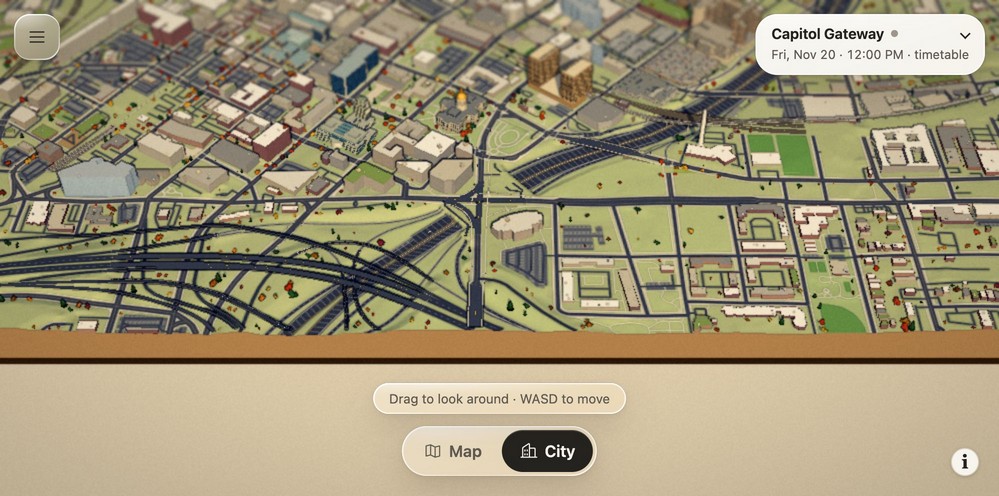 Capitol Gateway
Fri, Nov 20 · 12:00 PM · timetable
Drag to look around · WASD to move
Map
City
i